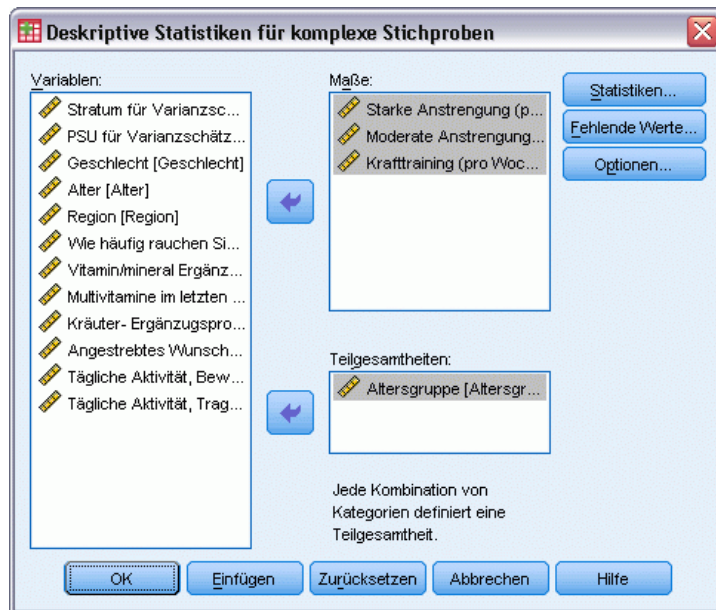 Deskriptive Statistiken für komplexe Stichproben
Variablen:
Stratum für Varianzsc...
PSU für Varianzschätz...
Geschlecht [Geschlecht]
Alter [Alter]
Region [Region]
Wie häufig rauchen Si...
Vitamin/mineral Ergänz...
Multivitamine im letzten ...
Kräuter- Ergänzugspro...
Angestrebtes Wunsch...
Tägliche Aktivität, Bew...
Tägliche Aktivität, Trag...
Maße:
Starke Anstrengung (p...
Moderate Anstrengung...
Krafttraining (pro Woc...
Teilgesamtheiten:
Altersgruppe [Altersgr...
Jede Kombination von
Kategorien definiert eine
Teilgesamtheit.
Statistiken...
Fehlende Werte...
Optionen...
OK
Einfügen
Zurücksetzen
Abbrechen
Hilfe